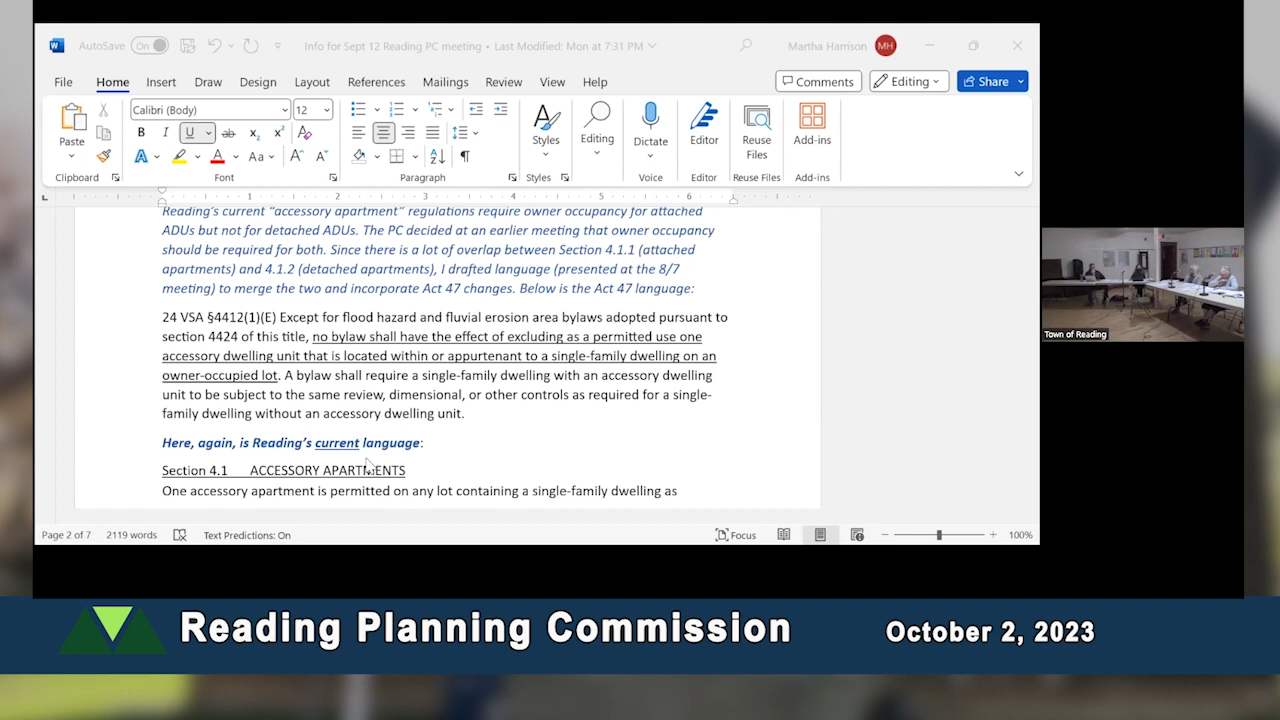 AutoSave On Info for Sept 12 Reading PC meeting • Last Modified: Mon at 7:31 PM Martha Harrison MH
File Home Insert Draw Design Layout References Mailings Review View Help Comments Editing Share
Calibri (Body) 12
Paste Styles Editing Dictate Editor Reuse Files Add-ins
Clipboard Font Paragraph Styles Voice Editor Reuse Files Add-ins
1 2 3 4 5 6
Reading's current "accessory apartment" regulations require owner occupancy for attached
ADUs but not for detached ADUs. The PC decided at an earlier meeting that owner occupancy
should be required for both. Since there is a lot of overlap between Section 4.1.1 (attached
apartments) and 4.1.2 (detached apartments), I drafted language (presented at the 8/7
meeting) to merge the two and incorporate Act 47 changes. Below is the Act 47 language:
24 VSA §4412(1)(E) Except for flood hazard and fluvial erosion area bylaws adopted pursuant to
section 4424 of this title, no bylaw shall have the effect of excluding as a permitted use one
accessory dwelling unit that is located within or appurtenant to a single-family dwelling on an
owner-occupied lot. A bylaw shall require a single-family dwelling with an accessory dwelling
unit to be subject to the same review, dimensional, or other controls as required for a single-
family dwelling without an accessory dwelling unit.
Here, again, is Reading's current language:
Section 4.1 ACCESSORY APARTMENTS
One accessory apartment is permitted on any lot containing a single-family dwelling as
Page 2 of 7 2119 words Text Predictions: On Focus 100%
Town of Reading
Reading Planning Commission
October 2, 2023